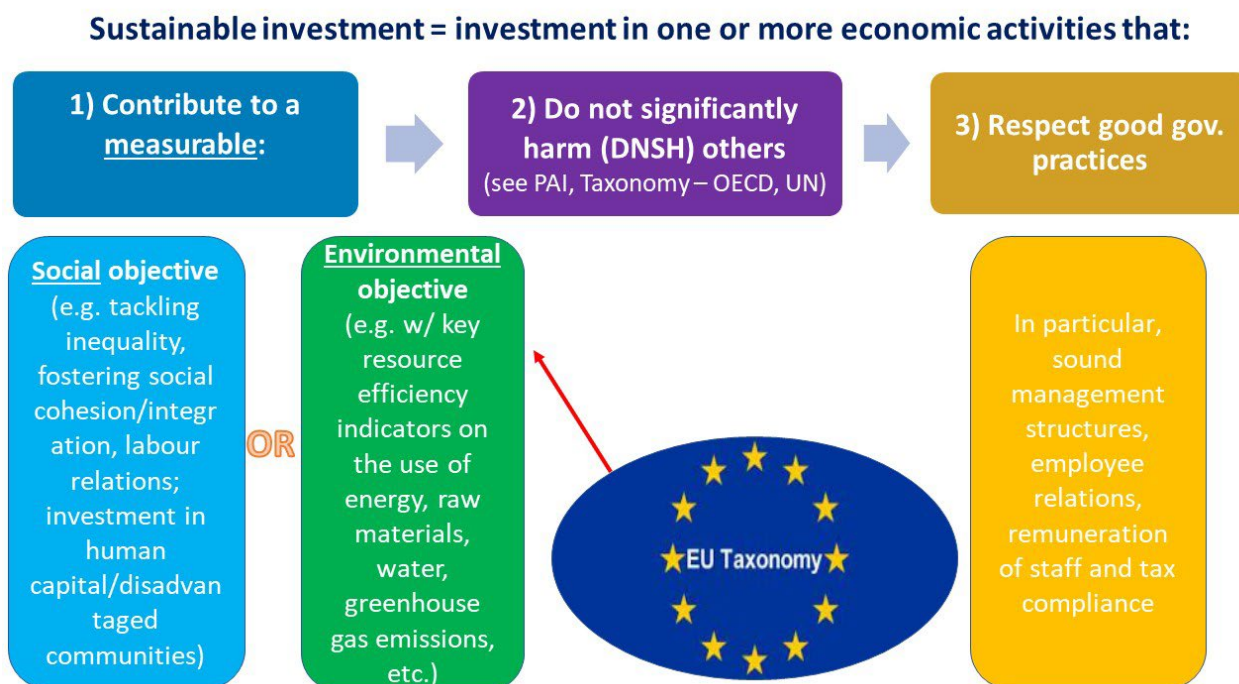 Sustainable investment = investment in one or more economic activities that:
1) Contribute to a
measurable:
2) Do not significantly
harm (DNSH) others
(see PAI, Taxonomy – OECD, UN)
3) Respect good gov.
practices
Social objective
(e.g. tackling
inequality,
fostering social
cohesion/integr
ation, labour
relations;
investment in
human
capital/disadvan
taged
communities)
OR
Environmental
objective
(e.g. w/ key
resource
efficiency
indicators on
the use of
energy, raw
materials,
water,
greenhouse
gas emissions,
etc.)
EU Taxonomy
In particular,
sound
management
structures,
employee
relations,
remuneration
of staff and tax
compliance